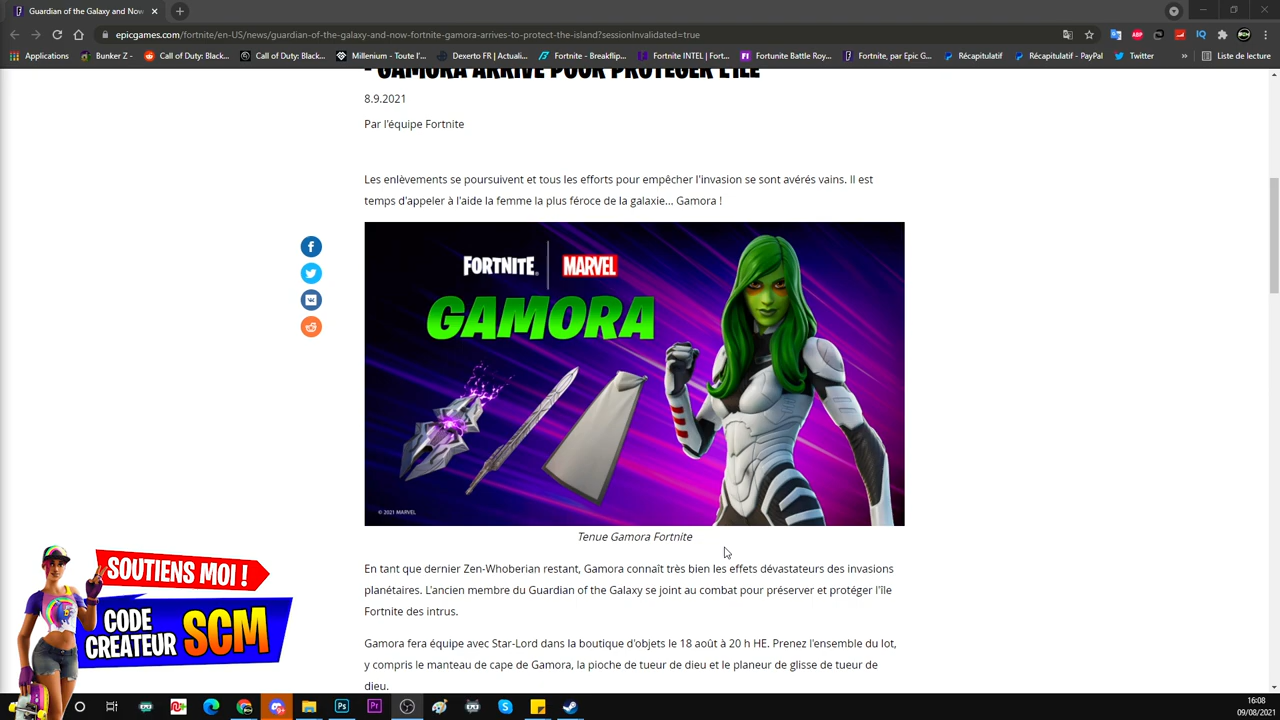 Guardian of the Galaxy and Now
epicgames.com/fortnite/en-US/news/guardian-of-the-galaxy-and-now-fortnite-gamora-arrives-to-protect-the-island?sessionInvalidated=true
Applications
Bunker Z -
Call of Duty: Black...
Call of Duty: Black...
Millenium - Toute l'...
Dexerto FR | Actuali...
Fortnite - Breakflip...
Fortnite INTEL | Fort...
Fortunite Battle Roy...
Fortnite, par Epic G...
Récapitulatif
Récapitulatif - PayPal
Twitter
»
Liste de lecture
- GAMORA ARRIVE POUR PROTÉGER L'ÎLE
8.9.2021
Par l'équipe Fortnite
Les enlèvements se poursuivent et tous les efforts pour empêcher l'invasion se sont avérés vains. Il est
temps d'appeler à l'aide la femme la plus féroce de la galaxie... Gamora !
FORTNITE | MARVEL
GAMORA
© 2021 MARVEL
Tenue Gamora Fortnite
En tant que dernier Zen-Whoberian restant, Gamora connaît très bien les effets dévastateurs des invasions
planétaires. L'ancien membre du Guardian of the Galaxy se joint au combat pour préserver et protéger l'île
Fortnite des intrus.
Gamora fera équipe avec Star-Lord dans la boutique d'objets le 18 août à 20 h HE. Prenez l'ensemble du lot,
y compris le manteau de cape de Gamora, la pioche de tueur de dieu et le planeur de glisse de tueur de
dieu.
SOUTIENS MOI !
CODE
CREATEUR SCM
16:08
09/08/2021